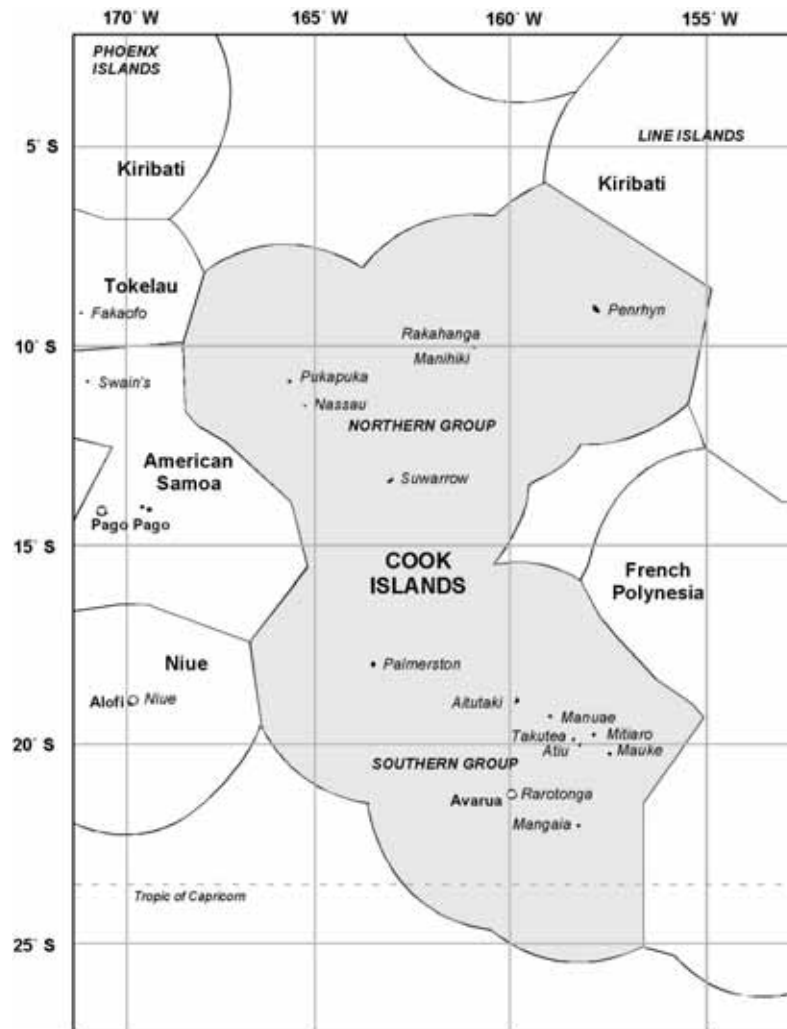 170° W
165° W
160° W
155° W
PHOENIX
ISLANDS
5° S
LINE ISLANDS
Kiribati
Kiribati
Tokelau
Fakaofo
Penrhyn
Rakahanga
10° S
Manihiki
Swain's
Pukapuka
Nassau
NORTHERN GROUP
American
Samoa
Suwarrow
Pago Pago
15° S
COOK
ISLANDS
French
Polynesia
Niue
Palmerston
Alofi
Niue
Aitutaki
Manuae
Takutea
Mitiaro
20° S
Atiu
Mauke
SOUTHERN GROUP
Avarua
Rarotonga
Mangaia
Tropic of Capricorn
25° S